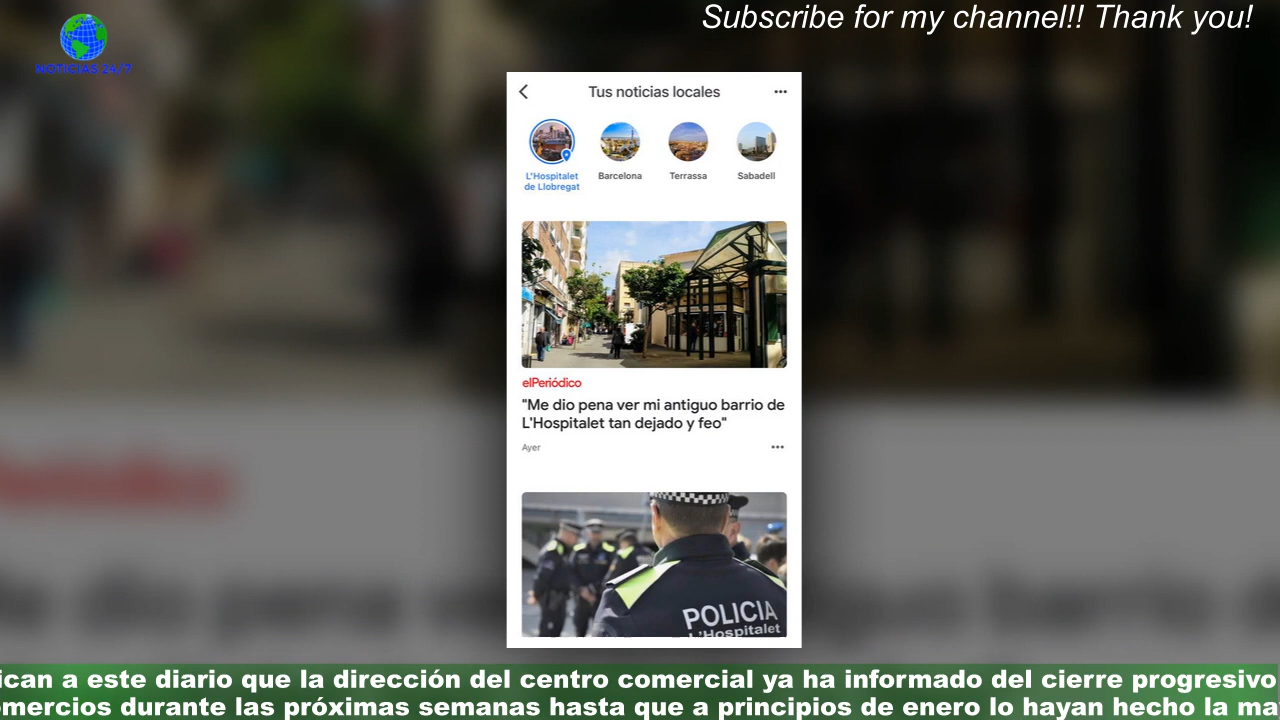 Subscribe for my channel!! Thank you!
NOTICIAS 24/7
Tus noticias locales
L'Hospitalet
de Llobregat
Barcelona
Terrassa
Sabadell
elPeriódico
"Me dio pena ver mi antiguo barrio de
L'Hospitalet tan dejado y feo"
Ayer
POLICIA
L'Hospitalet
a este diario que la dirección del centro comercial ya ha informado del cierre progresivo
durante las próximas semanas hasta que a principios de enero lo hayan hecho la